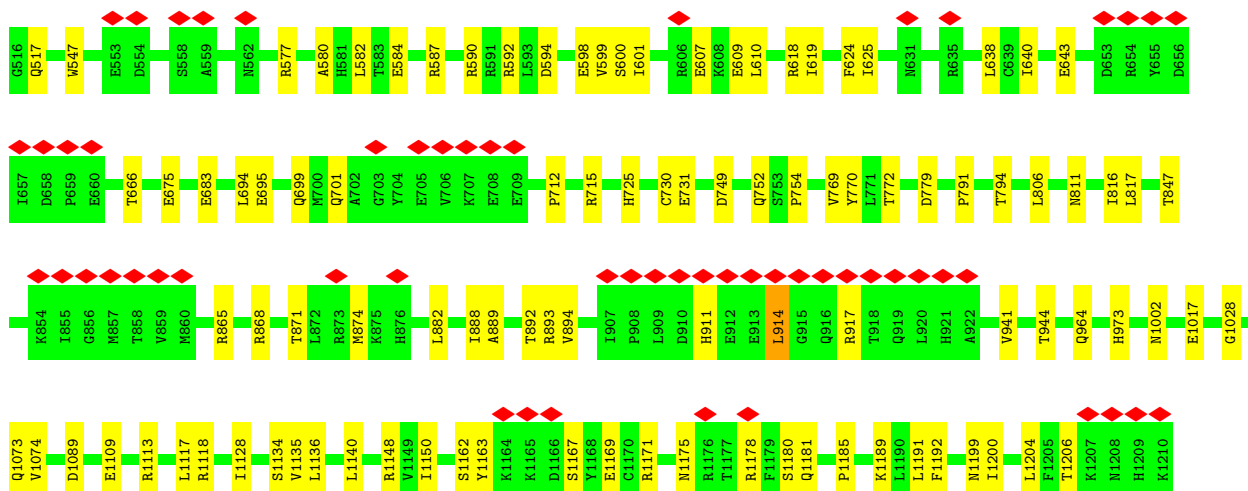 G516 Q517 W547 E553 D554 S558 A559 N562 R577 A580 H581 L582 T583 E584 R587 R590 R591 R592 L593 D594 E598 V599 S600 I601 R606 E607 K608 E609 L610 R618 I619 F624 I625 N631 R635 L638 C639 I640 E643 D653 R654 Y655 D656
I657 D658 P659 E660 T666 E675 E683 L694 E695 Q699 M700 Q701 A702 G703 Y704 E705 V706 K707 E708 E709 P712 R715 H725 C730 E731 D749 Q752 S753 P754 V769 Y770 L771 T772 D779 P791 T794 L806 N811 I816 L817 T847
K854 I855 G856 M857 T858 V859 M860 R865 R868 T871 L872 R873 M874 K875 H876 L882 I888 A889 T892 R893 V894 I907 P908 L909 D910 H911 E912 E913 L914 G915 Q916 R917 T918 Q919 L920 H921 A922 V941 T944 Q964 H973 N1002 E1017 G1028
Q1073 V1074 D1089 E1109 R1113 L1117 R1118 I1128 S1134 V1135 L1136 L1140 R1148 V1149 I1150 S1162 Y1163 K1164 K1165 D1166 S1167 Y1168 E1169 C1170 R1171 N1175 R1176 T1177 R1178 F1179 S1180 Q1181 P1185 K1189 L1190 L1191 F1192 N1199 I1200 L1204 F1205 T1206 K1207 N1208 H1209 K1210